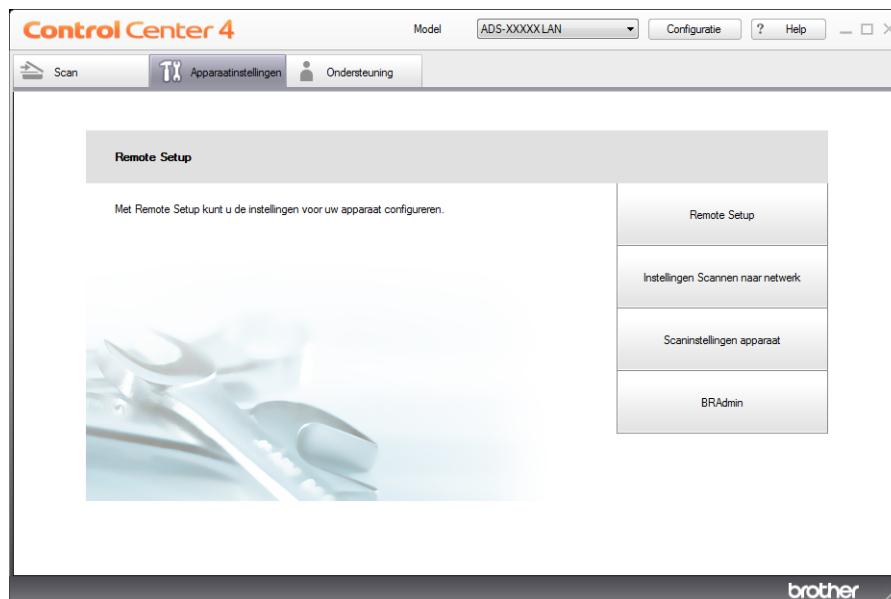 Control Center 4
Model
ADS-XXXXX LAN
Configuratie
? Help
Scan
Apparaatinstellingen
Ondersteuning
Remote Setup
Met Remote Setup kunt u de instellingen voor uw apparaat configureren.
Remote Setup
Instellingen Scannen naar netwerk
Scaninstellingen apparaat
BRAdmin
brother